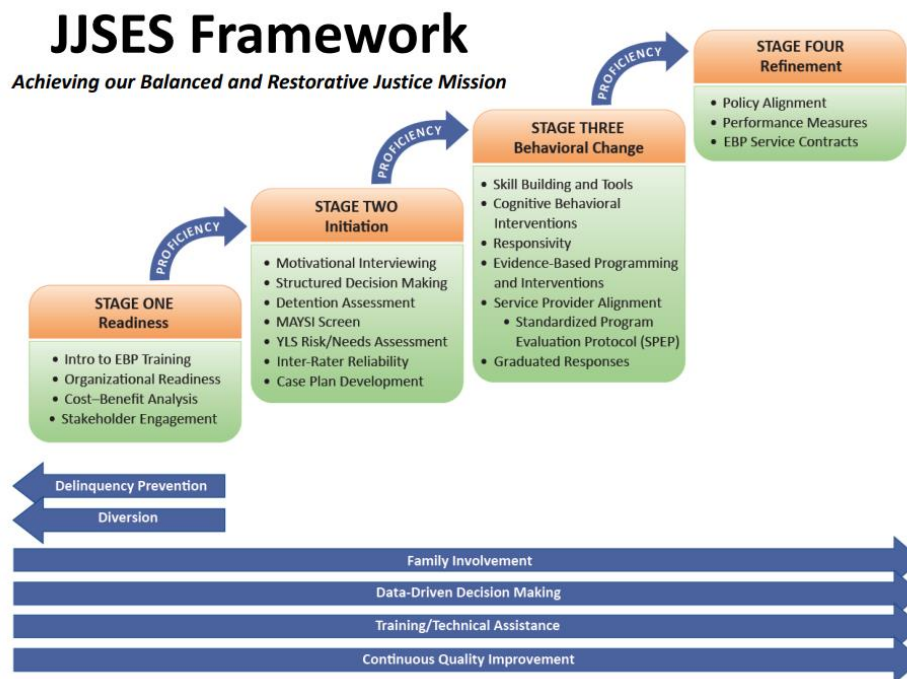 JJSES Framework
Achieving our Balanced and Restorative Justice Mission
STAGE ONE
Readiness
• Intro to EBP Training
• Organizational Readiness
• Cost–Benefit Analysis
• Stakeholder Engagement
PROFICIENCY
STAGE TWO
Initiation
• Motivational Interviewing
• Structured Decision Making
• Detention Assessment
• MAYSI Screen
• YLS Risk/Needs Assessment
• Inter-Rater Reliability
• Case Plan Development
PROFICIENCY
STAGE THREE
Behavioral Change
• Skill Building and Tools
• Cognitive Behavioral
Interventions
• Responsivity
• Evidence-Based Programming
and Interventions
• Service Provider Alignment
• Standardized Program
Evaluation Protocol (SPEP)
• Graduated Responses
PROFICIENCY
STAGE FOUR
Refinement
• Policy Alignment
• Performance Measures
• EBP Service Contracts
Delinquency Prevention
Diversion
Family Involvement
Data-Driven Decision Making
Training/Technical Assistance
Continuous Quality Improvement